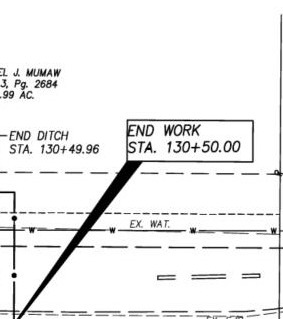 EL J. MUMAW
3, Pg. 2684
.99 AC.
END DITCH
STA. 130+49.96
END WORK
STA. 130+50.00
EX. WAT.
W W W W